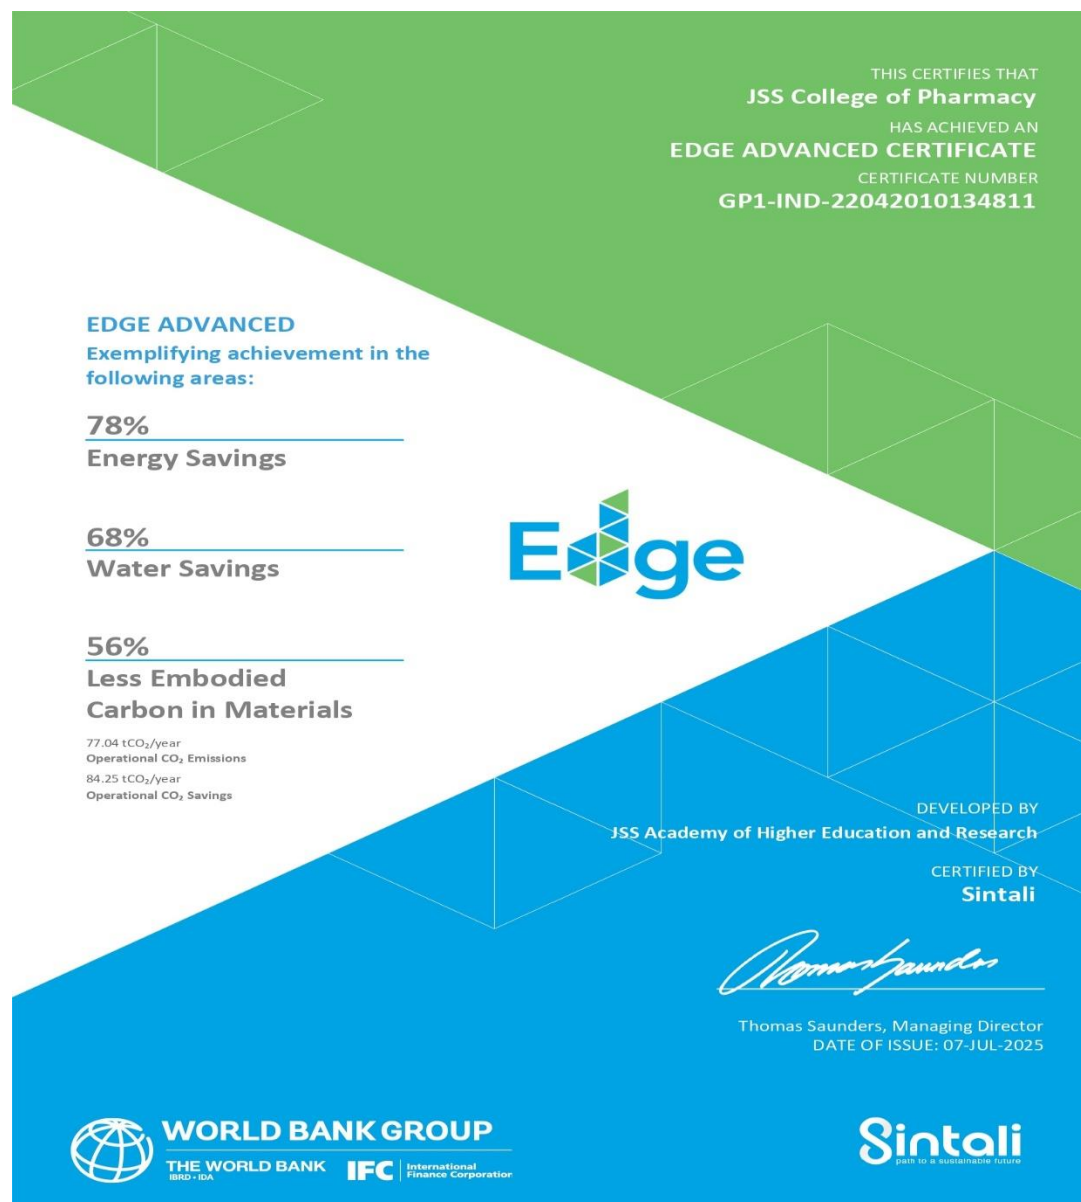 THIS CERTIFIES THAT
JSS College of Pharmacy
HAS ACHIEVED AN
EDGE ADVANCED CERTIFICATE
CERTIFICATE NUMBER
GP1-IND-22042010134811
EDGE ADVANCED
Exemplifying achievement in the
following areas:
78%
Energy Savings
68%
Water Savings
56%
Less Embodied
Carbon in Materials
77.04 tCO₂/year
Operational CO₂ Emissions
84.25 tCO₂/year
Operational CO₂ Savings
Edge
DEVELOPED BY
JSS Academy of Higher Education and Research
CERTIFIED BY
Sintali
Thomas Saunders
Thomas Saunders, Managing Director
DATE OF ISSUE: 07-JUL-2025
WORLD BANK GROUP
THE WORLD BANK
IBRD • IDA
IFC
International
Finance Corporation
Sintali
path to a sustainable future